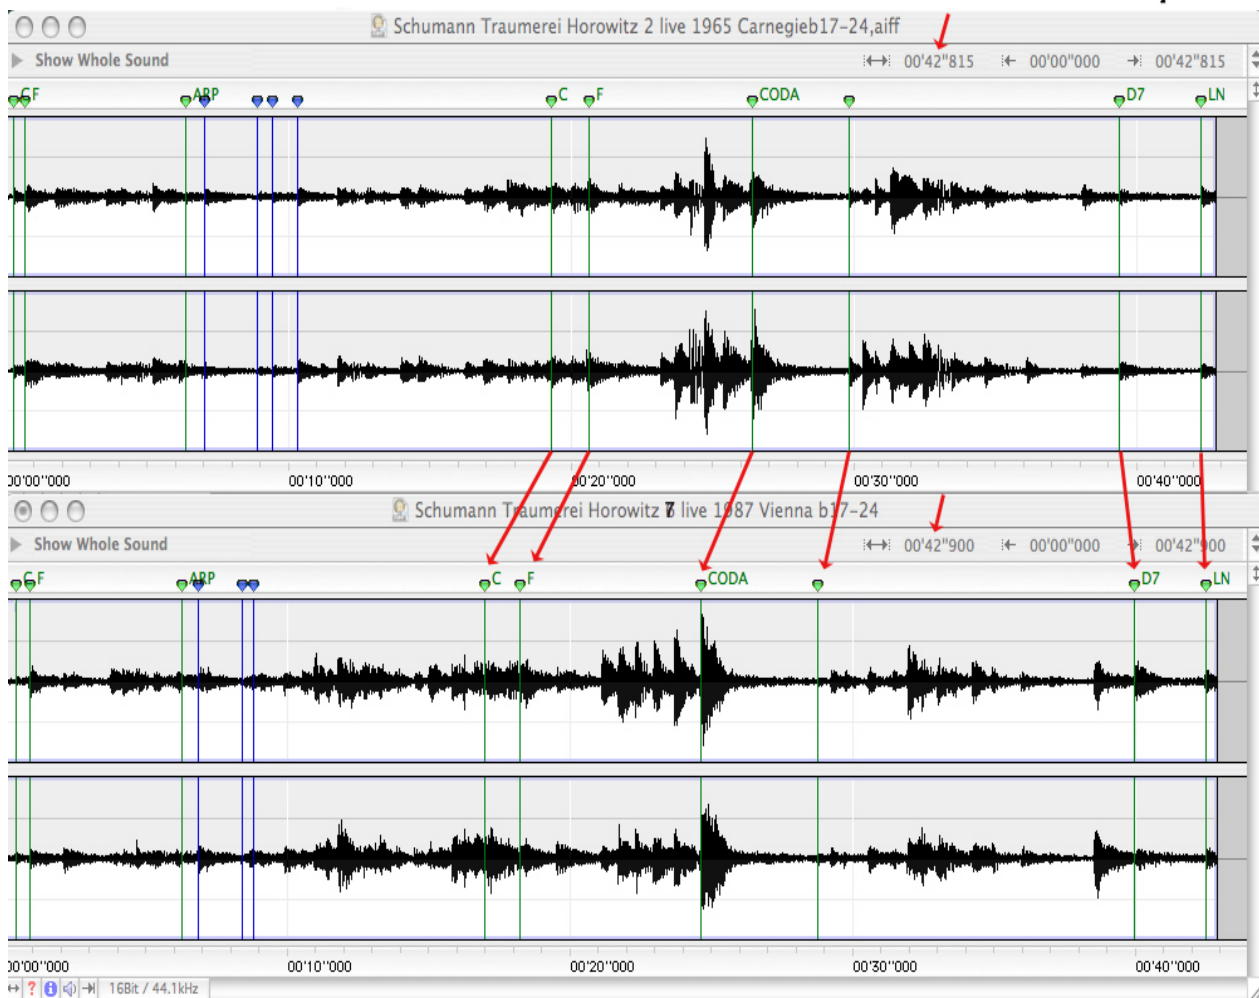 Schumann Traumerei Horowitz 2 live 1965 Carnegieb17-24,aiff
Show Whole Sound 00'42"815 00'00"000 00'42"815
C F ARP C F CODA D7 LN
00'00"000 00'10"000 00'20"000 00'30"000 00'40"000
Schumann Traumerei Horowitz live 1987 Vienna b17-24
Show Whole Sound 00'42"900 00'00"000 00'42"900
C F ARP C F CODA D7 LN
00'00"000 00'10"000 00'20"000 00'30"000 00'40"000
16Bit / 44.1kHz